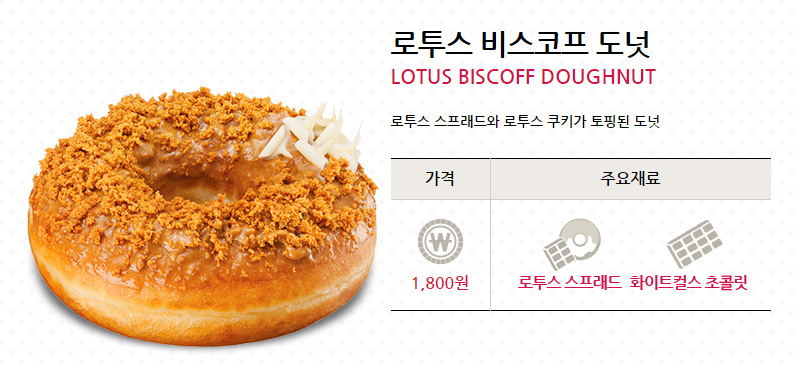 로투스 비스코프 도넛
LOTUS BISCOFF DOUGHNUT
로투스 스프래드와 로투스 쿠키가 토핑된 도넛
가격 주요재료
₩
1,800원 로투스 스프래드 화이트컬스 초콜릿